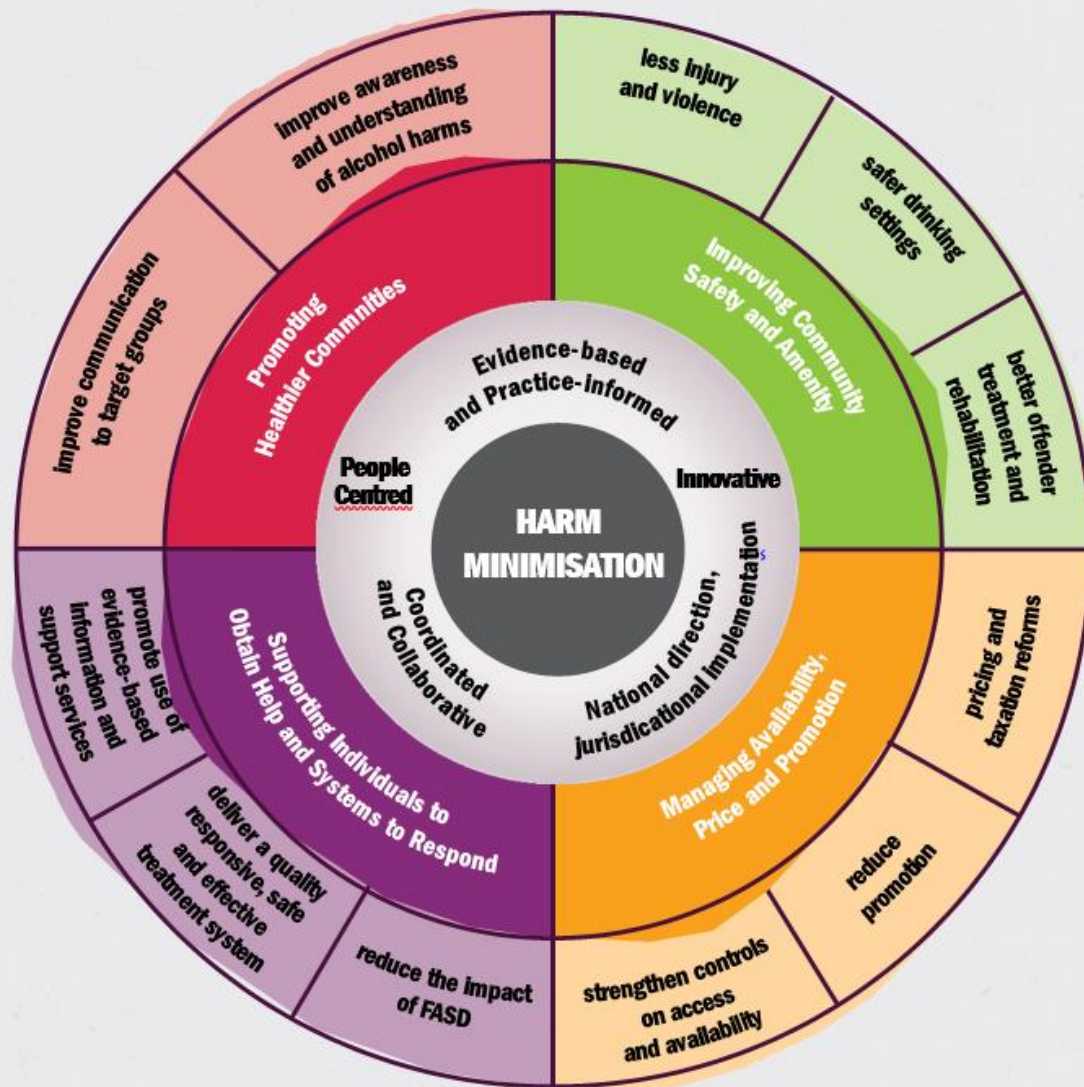 improve awareness
and understanding
of alcohol harms
less injury
and violence
safer drinking
settings
better offender
treatment and
rehabilitation
improve communication
to target groups
Promoting
Healthier Commnities
Improving Community
Safety and Amenity
Evidence-based
and Practice-informed
People
Centred
Innovative
HARM
MINIMISATION
Coordinated
and Collaborative
National direction,
jurisdicational implementation
s
Supporting Individuals to
Obtain Help and Systems to Respond
Managing Availability,
Price and Promotion
promote use of
evidence-based
information and
support services
deliver a quality
responsive, safe
and effective
treatment system
reduce the impact
of FASD
strengthen controls
on access
and availability
reduce
promotion
pricing and
taxation reforms